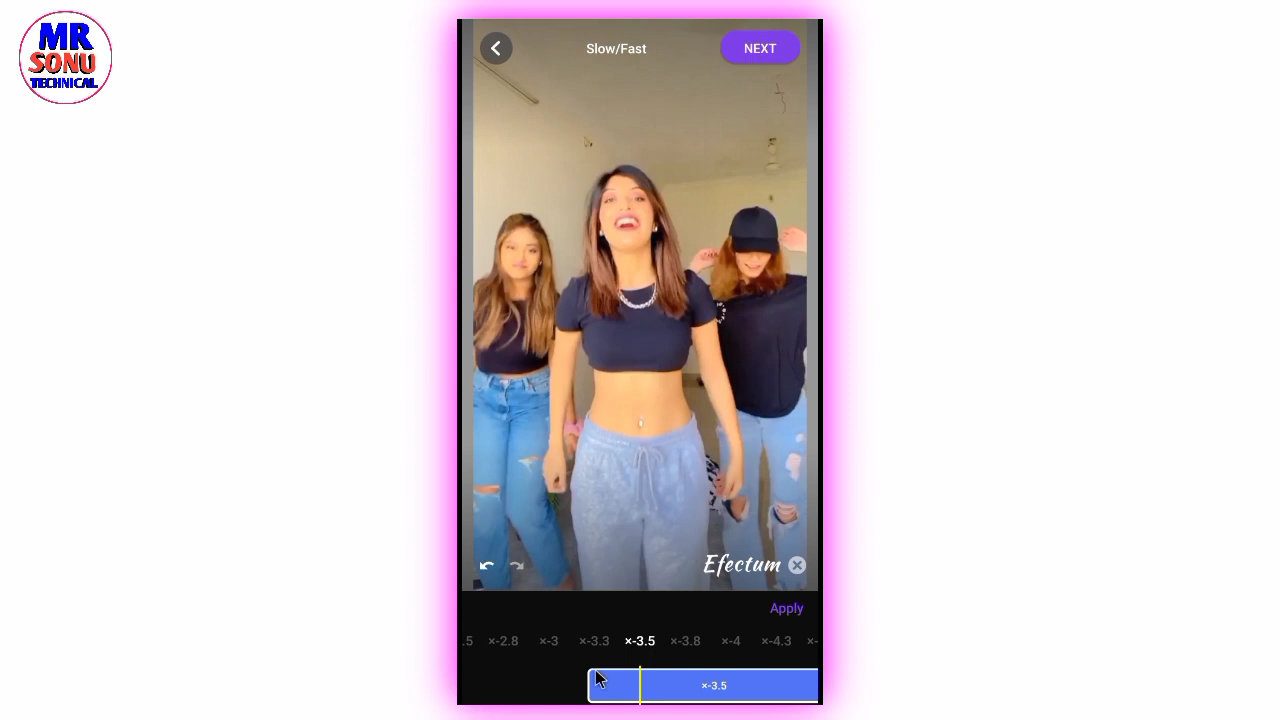 MR
SONU
TECHNICAL
Slow/Fast
NEXT
Efectum
Apply
.5 ×-2.8 ×-3 ×-3.3 ×-3.5 ×-3.8 ×-4 ×-4.3 ×-
×-3.5